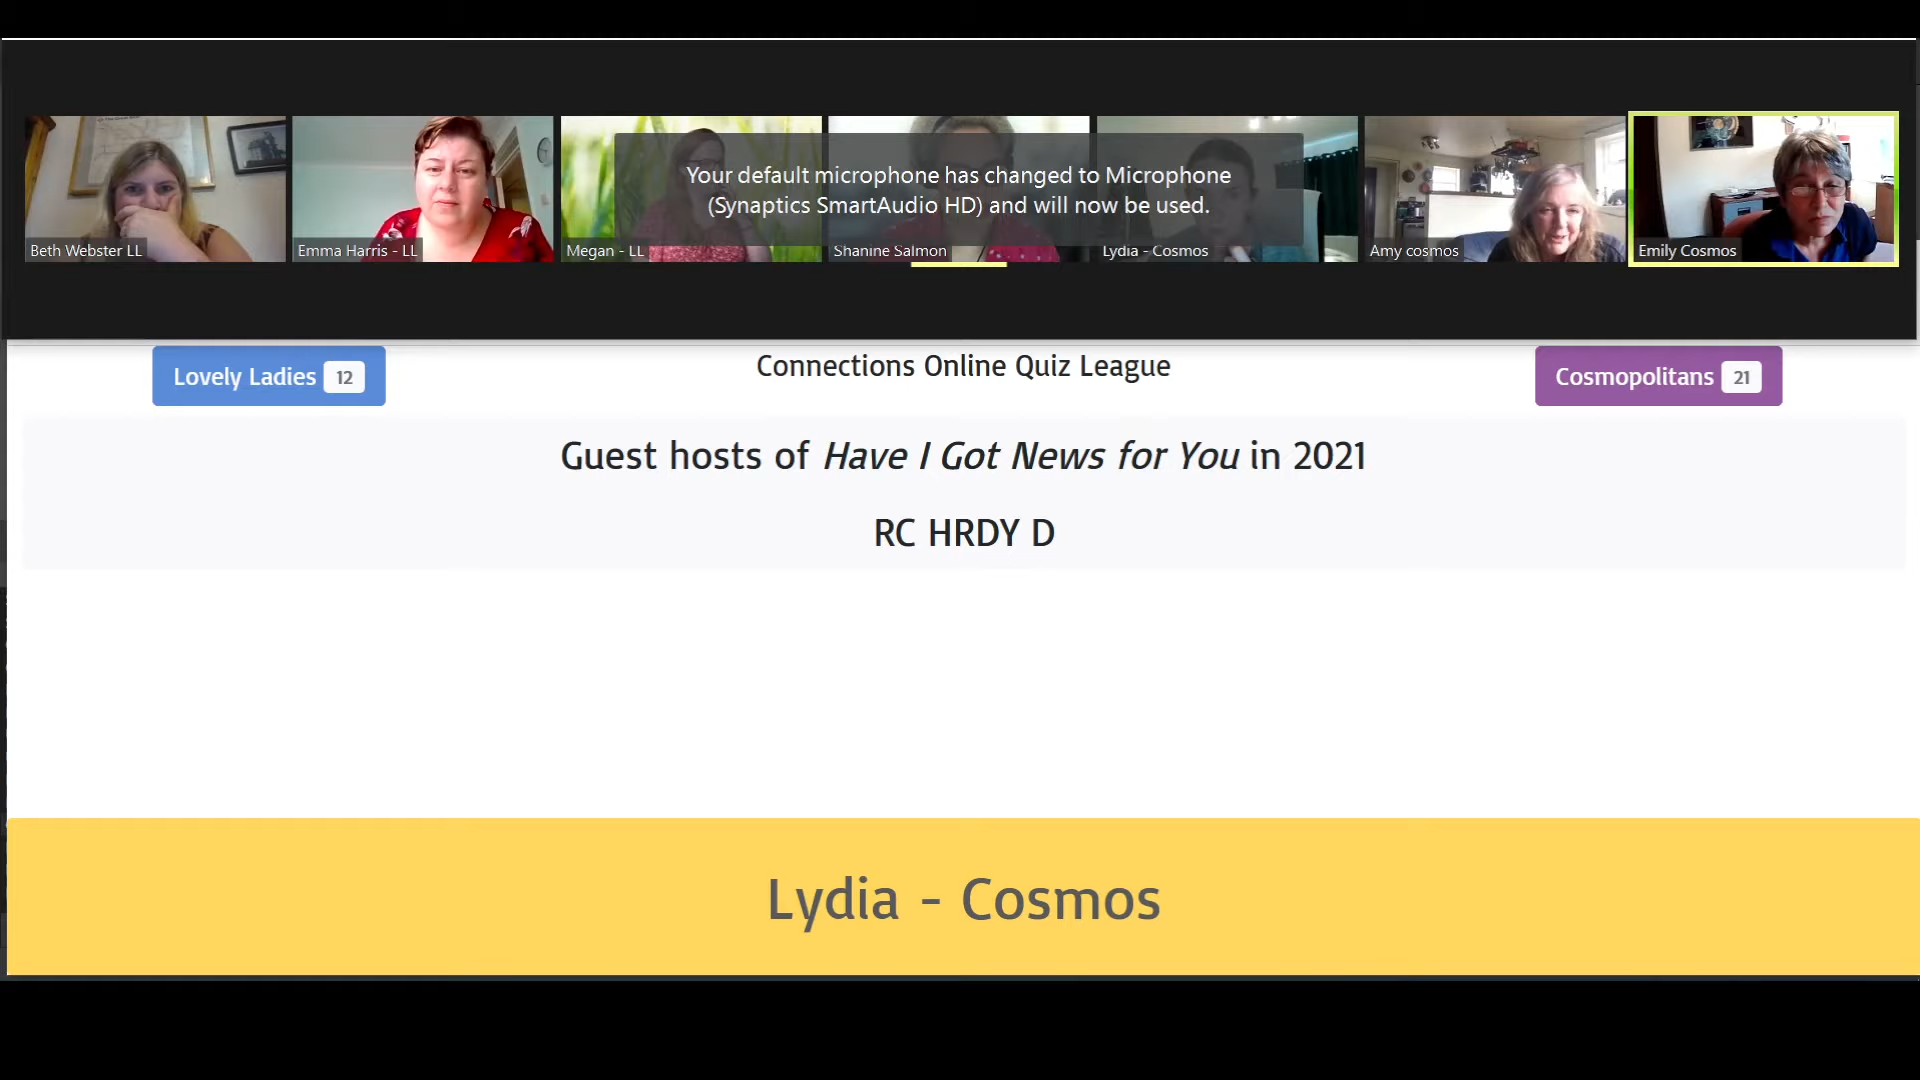 Your default microphone has changed to Microphone
(Synaptics SmartAudio HD) and will now be used.
Beth Webster LL
Emma Harris - LL
Megan - LL
Shanine Salmon
Lydia - Cosmos
Amy cosmos
Emily Cosmos
Lovely Ladies 12
Connections Online Quiz League
Cosmopolitans 21
Guest hosts of Have I Got News for You in 2021
RC HRDY D
Lydia - Cosmos